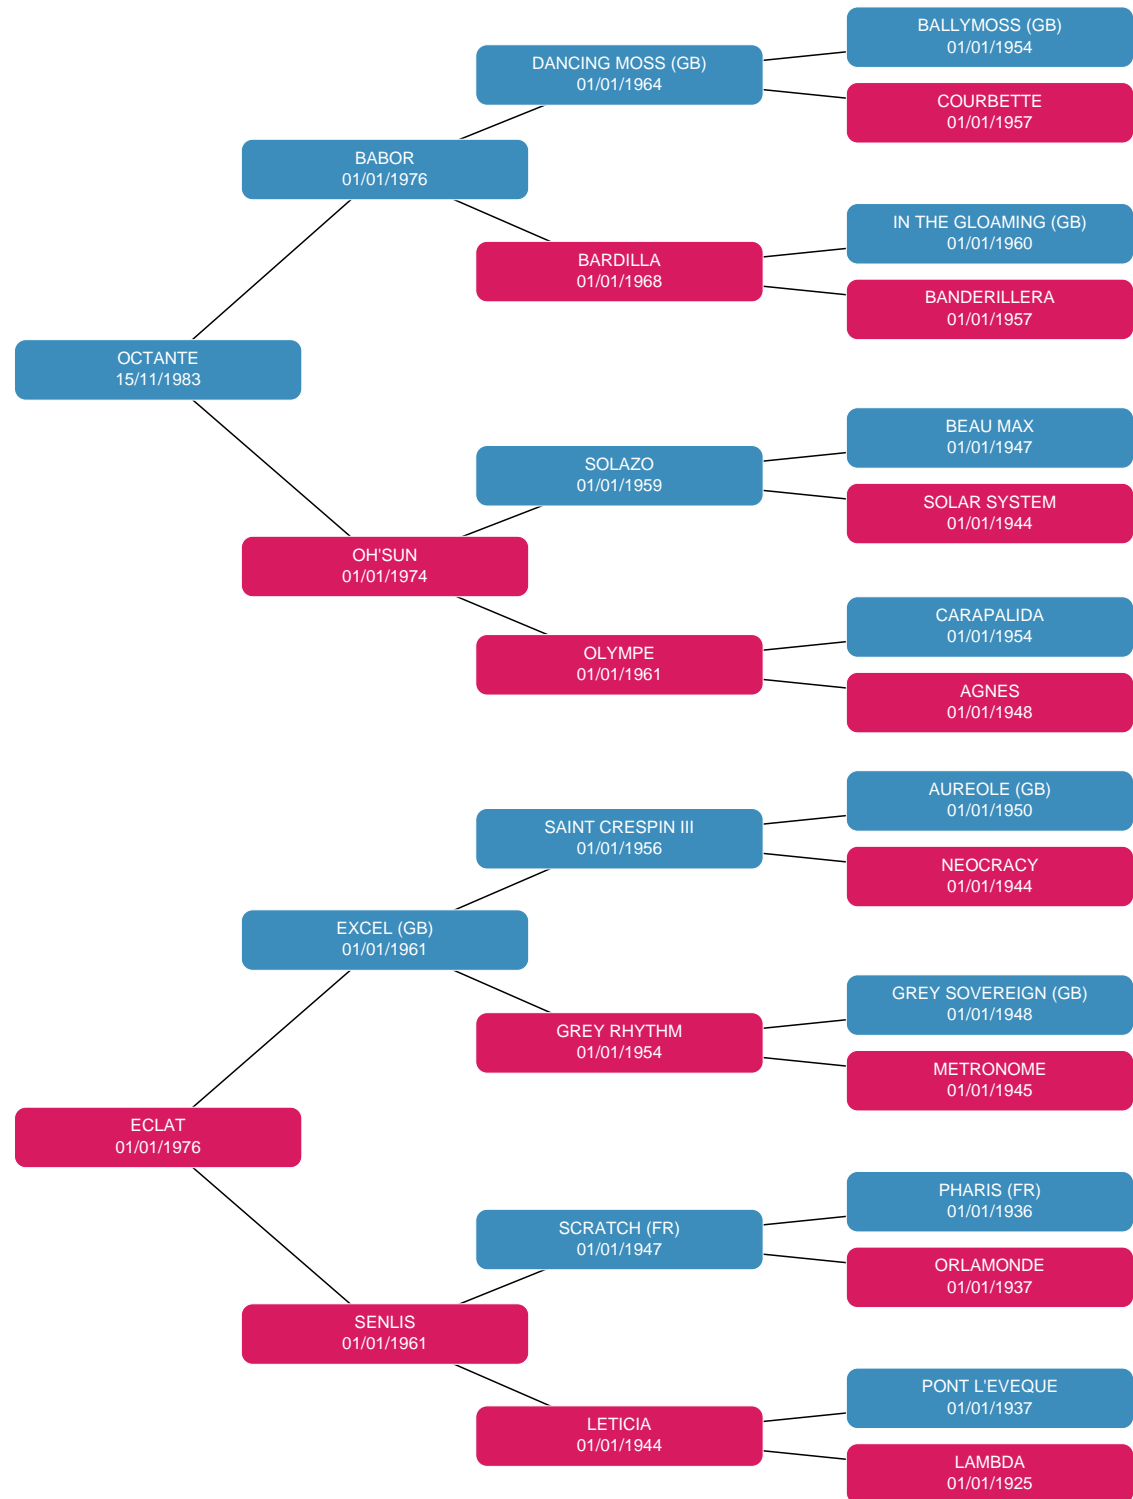 BALLYMOSS (GB)
01/01/1954
DANCING MOSS (GB)
01/01/1964
COURBETTE
01/01/1957
BABOR
01/01/1976
IN THE GLOAMING (GB)
01/01/1960
BARDILLA
01/01/1968
BANDERILLERA
01/01/1957
OCTANTE
15/11/1983
BEAU MAX
01/01/1947
SOLAZO
01/01/1959
SOLAR SYSTEM
01/01/1944
OH'SUN
01/01/1974
CARAPALIDA
01/01/1954
OLYMPE
01/01/1961
AGNES
01/01/1948
AUREOLE (GB)
01/01/1950
SAINT CRESPIN III
01/01/1956
NEOCRACY
01/01/1944
EXCEL (GB)
01/01/1961
GREY SOVEREIGN (GB)
01/01/1948
GREY RHYTHM
01/01/1954
METRONOME
01/01/1945
ECLAT
01/01/1976
PHARIS (FR)
01/01/1936
SCRATCH (FR)
01/01/1947
ORLAMONDE
01/01/1937
SENLIS
01/01/1961
PONT L'EVEQUE
01/01/1937
LETICIA
01/01/1944
LAMBDA
01/01/1925